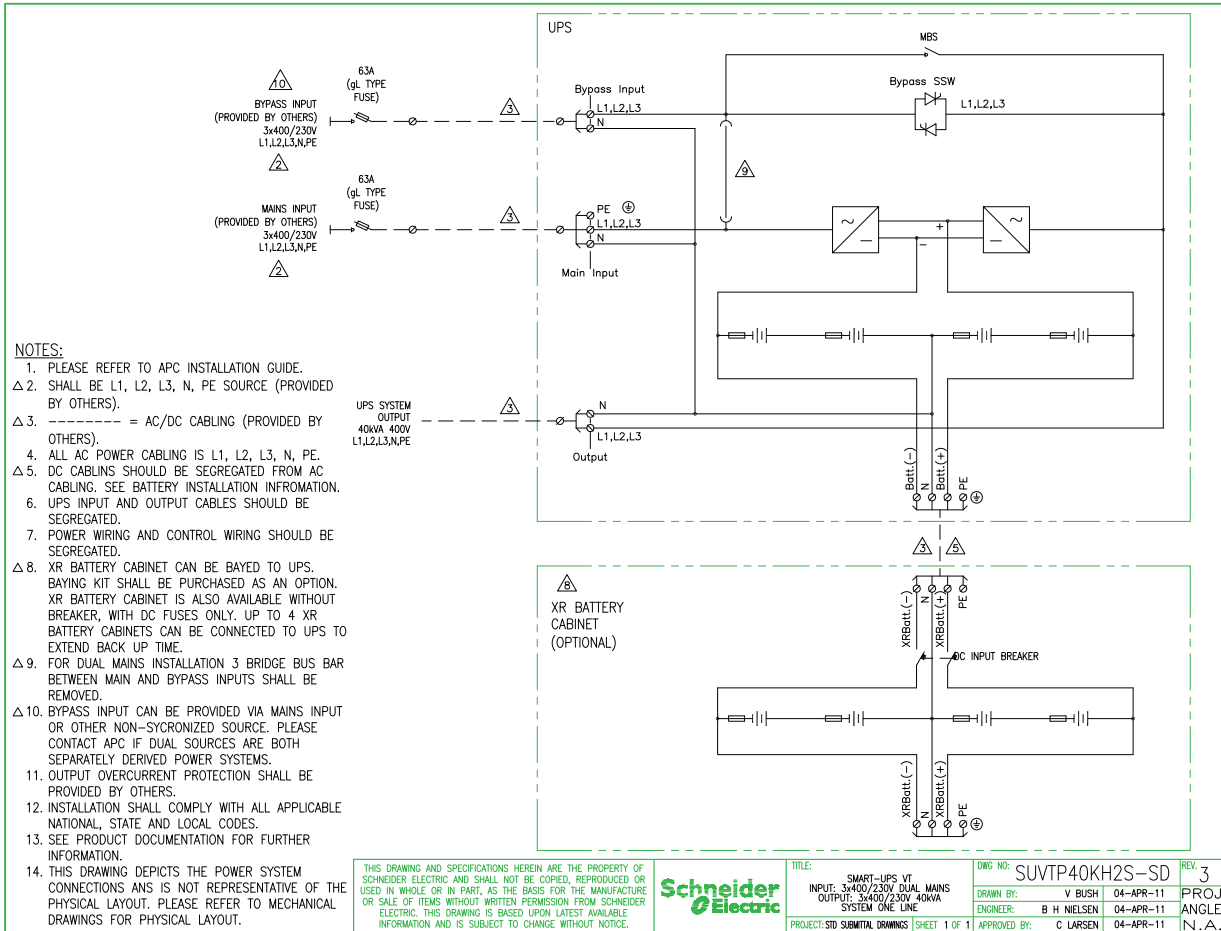 UPS
MBS
Bypass SSW
L1,L2,L3
10
BYPASS INPUT
(PROVIDED BY OTHERS)
3x400/230V
L1,L2,L3,N,PE
2
63A
(gL TYPE
FUSE)
3
Bypass Input
L1,L2,L3
N
9
MAINS INPUT
(PROVIDED BY OTHERS)
3x400/230V
L1,L2,L3,N,PE
2
63A
(gL TYPE
FUSE)
3
PE
L1,L2,L3
N
Main Input
~
–
+
–
~
–
UPS SYSTEM
OUTPUT
40kVA 400V
L1,L2,L3,N,PE
3
N
L1,L2,L3
Output
Batt.(-)
N
Batt.(+)
PE
3
5
8
XR BATTERY
CABINET
(OPTIONAL)
XRBatt.(-)
N
XRBatt.(+)
PE
DC INPUT BREAKER
XRBatt.(-)
N
XRBatt.(+)
PE
NOTES:
1. PLEASE REFER TO APC INSTALLATION GUIDE.
△ 2. SHALL BE L1, L2, L3, N, PE SOURCE (PROVIDED
BY OTHERS).
△ 3. -------- = AC/DC CABLING (PROVIDED BY
OTHERS).
4. ALL AC POWER CABLING IS L1, L2, L3, N, PE.
△ 5. DC CABLINS SHOULD BE SEGREGATED FROM AC
CABLING. SEE BATTERY INSTALLATION INFROMATION.
6. UPS INPUT AND OUTPUT CABLES SHOULD BE
SEGREGATED.
7. POWER WIRING AND CONTROL WIRING SHOULD BE
SEGREGATED.
△ 8. XR BATTERY CABINET CAN BE BAYED TO UPS.
BAYING KIT SHALL BE PURCHASED AS AN OPTION.
XR BATTERY CABINET IS ALSO AVAILABLE WITHOUT
BREAKER, WITH DC FUSES ONLY. UP TO 4 XR
BATTERY CABINETS CAN BE CONNECTED TO UPS TO
EXTEND BACK UP TIME.
△ 9. FOR DUAL MAINS INSTALLATION 3 BRIDGE BUS BAR
BETWEEN MAIN AND BYPASS INPUTS SHALL BE
REMOVED.
△ 10. BYPASS INPUT CAN BE PROVIDED VIA MAINS INPUT
OR OTHER NON-SYCRONIZED SOURCE. PLEASE
CONTACT APC IF DUAL SOURCES ARE BOTH
SEPARATELY DERIVED POWER SYSTEMS.
11. OUTPUT OVERCURRENT PROTECTION SHALL BE
PROVIDED BY OTHERS.
12. INSTALLATION SHALL COMPLY WITH ALL APPLICABLE
NATIONAL, STATE AND LOCAL CODES.
13. SEE PRODUCT DOCUMENTATION FOR FURTHER
INFORMATION.
14. THIS DRAWING DEPICTS THE POWER SYSTEM
CONNECTIONS ANS IS NOT REPRESENTATIVE OF THE
PHYSICAL LAYOUT. PLEASE REFER TO MECHANICAL
DRAWINGS FOR PHYSICAL LAYOUT.
THIS DRAWING AND SPECIFICATIONS HEREIN ARE THE PROPERTY OF
SCHNEIDER ELECTRIC AND SHALL NOT BE COPIED, REPRODUCED OR
USED IN WHOLE OR IN PART, AS THE BASIS FOR THE MANUFACTURE
OR SALE OF ITEMS WITHOUT WRITTEN PERMISSION FROM SCHNEIDER
ELECTRIC. THIS DRAWING IS BASED UPON LATEST AVAILABLE
INFORMATION AND IS SUBJECT TO CHANGE WITHOUT NOTICE.
Schneider
Electric
TITLE:
SMART-UPS VT
INPUT: 3x400/230V DUAL MAINS
OUTPUT: 3x400/230V 40kVA
SYSTEM ONE LINE
PROJECT: STD SUBMITTAL DRAWINGS SHEET 1 OF 1
DWG NO: SUVTP40KH2S-SD
DRAWN BY: V BUSH 04-APR-11
ENGINEER: B H NIELSEN 04-APR-11
APPROVED BY: C LARSEN 04-APR-11
REV. 3
PROJ
ANGLE
N.A.